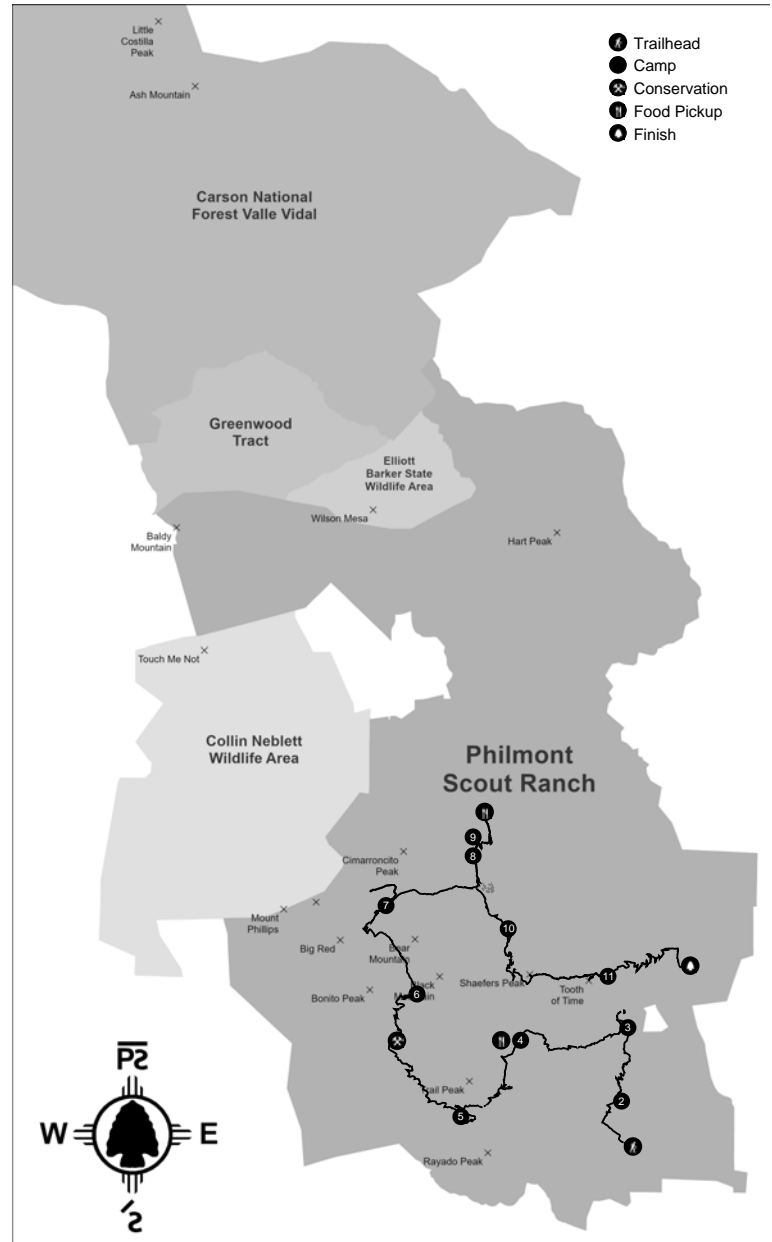 Little
Costilla
Peak
Ash Mountain
Trailhead
Camp
Conservation
Food Pickup
Finish
Carson National
Forest Valle Vidal
Greenwood
Tract
Elliott
Barker State
Wildlife Area
Wilson Mesa
Baldy
Mountain
Hart Peak
Touch Me Not
Collin Neblett
Wildlife Area
Philmont
Scout Ranch
9
8
Cimarroncito
Peak
7
Mount
Phillips
10
Big Red
Bear
Mountain
Shaefers Peak
11
Tooth
of Time
Bonito Peak
6
3
4
2
5
Rayado Peak
W
E